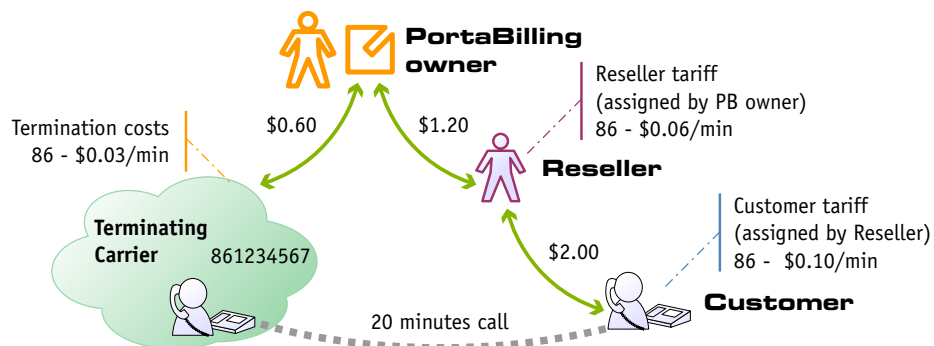 PortaBilling
owner
Reseller tariff
(assigned by PB owner)
86 - $0.06/min
Termination costs
86 - $0.03/min
$0.60
$1.20
Reseller
Terminating
Carrier
861234567
Customer tariff
(assigned by Reseller)
86 - $0.10/min
$2.00
Customer
20 minutes call